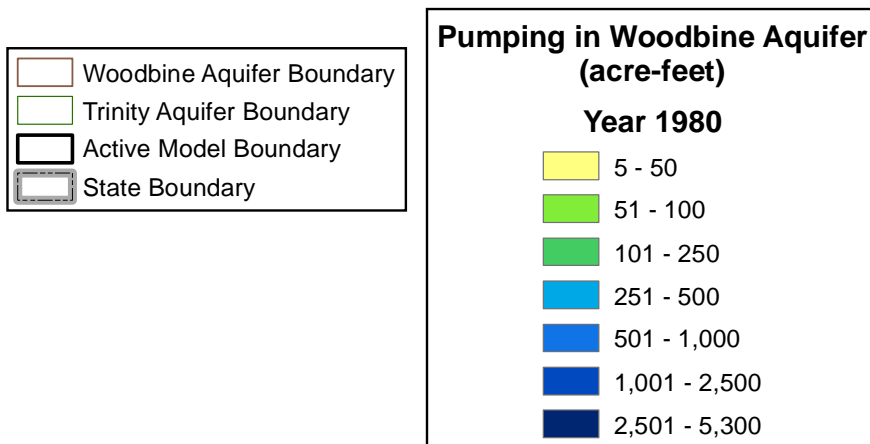 Woodbine Aquifer Boundary
Trinity Aquifer Boundary
Active Model Boundary
State Boundary
Pumping in Woodbine Aquifer
(acre-feet)
Year 1980
5 - 50
51 - 100
101 - 250
251 - 500
501 - 1,000
1,001 - 2,500
2,501 - 5,300